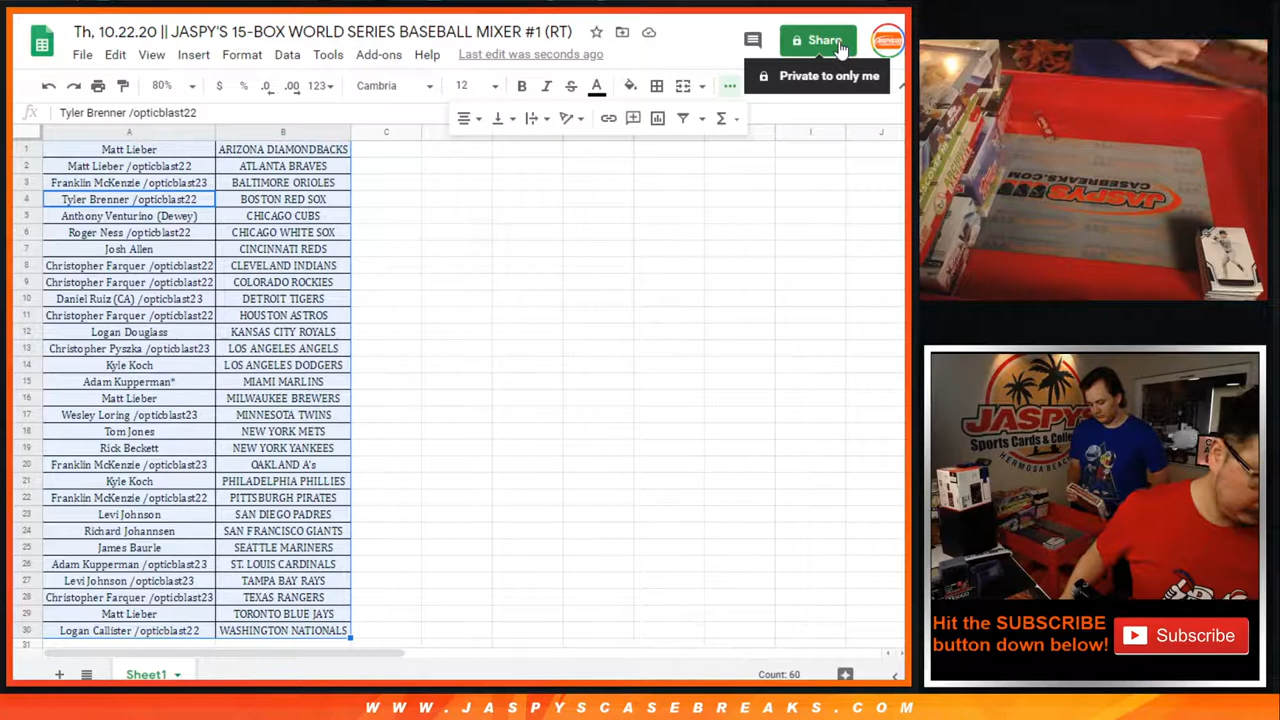 Th, 10.22.20 || JASPY'S 15-BOX WORLD SERIES BASEBALL MIXER #1 (RT)
Share
File Edit View Insert Format Data Tools Add-ons Help Last edit was seconds ago
Private to only me
80% $ % .0 .00 123 Cambria 12 B I S A
fx Tyler Brenner /opticblast22
A B C D E F G H I J
1 Matt Lieber ARIZONA DIAMONDBACKS
2 Matt Lieber /opticblast22 ATLANTA BRAVES
3 Franklin McKenzie /opticblast23 BALTIMORE ORIOLES
4 Tyler Brenner /opticblast22 BOSTON RED SOX
5 Anthony Venturino (Dewey) CHICAGO CUBS
6 Roger Ness /opticblast22 CHICAGO WHITE SOX
7 Josh Allen CINCINNATI REDS
8 Christopher Farquer /opticblast22 CLEVELAND INDIANS
9 Christopher Farquer /opticblast22 COLORADO ROCKIES
10 Daniel Ruiz (CA) /opticblast23 DETROIT TIGERS
11 Christopher Farquer /opticblast22 HOUSTON ASTROS
12 Logan Douglass KANSAS CITY ROYALS
13 Christopher Pyszka /opticblast23 LOS ANGELES ANGELS
14 Kyle Koch LOS ANGELES DODGERS
15 Adam Kupperman* MIAMI MARLINS
16 Matt Lieber MILWAUKEE BREWERS
17 Wesley Loring /opticblast23 MINNESOTA TWINS
18 Tom Jones NEW YORK METS
19 Rick Beckett NEW YORK YANKEES
20 Franklin McKenzie /opticblast23 OAKLAND A's
21 Kyle Koch PHILADELPHIA PHILLIES
22 Franklin McKenzie /opticblast22 PITTSBURGH PIRATES
23 Levi Johnson SAN DIEGO PADRES
24 Richard Johannsen SAN FRANCISCO GIANTS
25 James Baurle SEATTLE MARINERS
26 Adam Kupperman /opticblast22 ST. LOUIS CARDINALS
27 Levi Johnson /opticblast23 TAMPA BAY RAYS
28 Christopher Farquer /opticblast23 TEXAS RANGERS
29 Matt Lieber TORONTO BLUE JAYS
30 Logan Callister /opticblast22 WASHINGTON NATIONALS
31
Sheet1
Count: 60
JASPY'S
CASEBREAKS.COM
JASPY'S
Sports Cards & Colle
HERMOSA BEAC
Hit the SUBSCRIBE
button down below!
Subscribe
WWW.JASPYSCASEBREAKS.COM